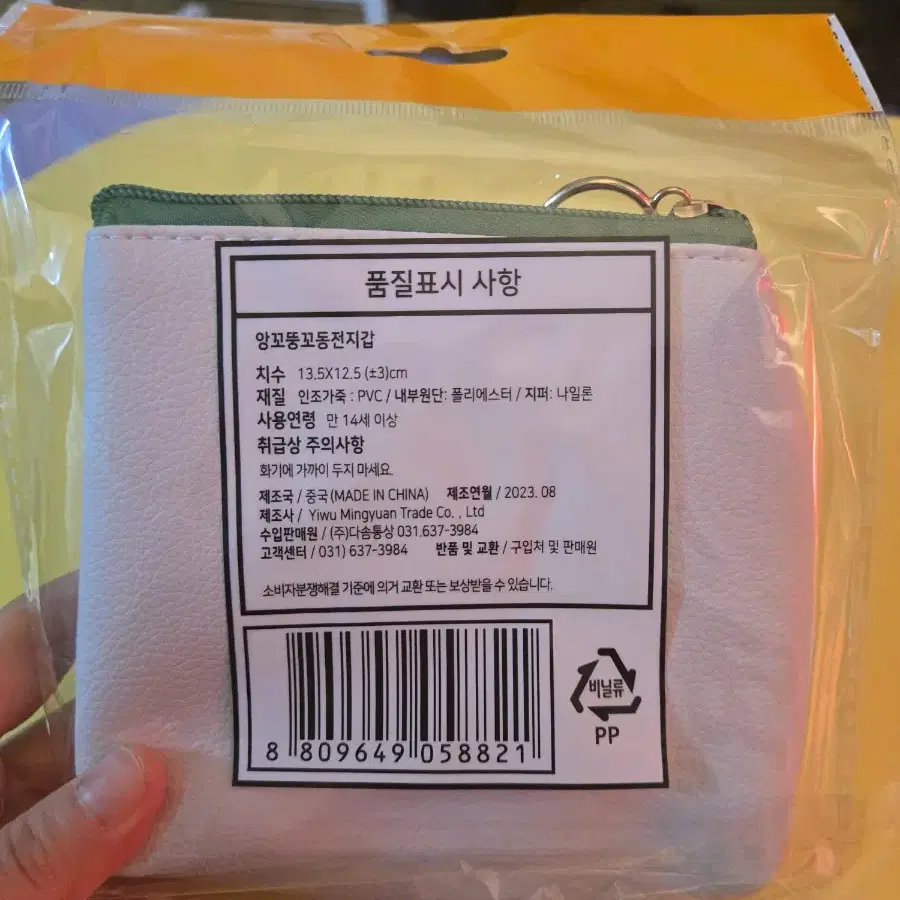 품질표시 사항
앙꼬뚱꼬동전지갑
치수 13.5X12.5 (±3)cm
재질 인조가죽 : PVC / 내부원단: 폴리에스터 / 지퍼: 나일론
사용연령 만 14세 이상
취급상 주의사항
화기에 가까이 두지 마세요.
제조국 / 중국 (MADE IN CHINA) 제조연월 / 2023. 08
제조사 / Yiwu Mingyuan Trade Co. , Ltd
수입판매원 / (주)다솜통상 031.637-3984
고객센터 / 031) 637-3984 반품 및 교환 / 구입처 및 판매원
소비자분쟁해결 기준에 의거 교환 또는 보상받을 수 있습니다.
비닐류
PP
8 809649 058821